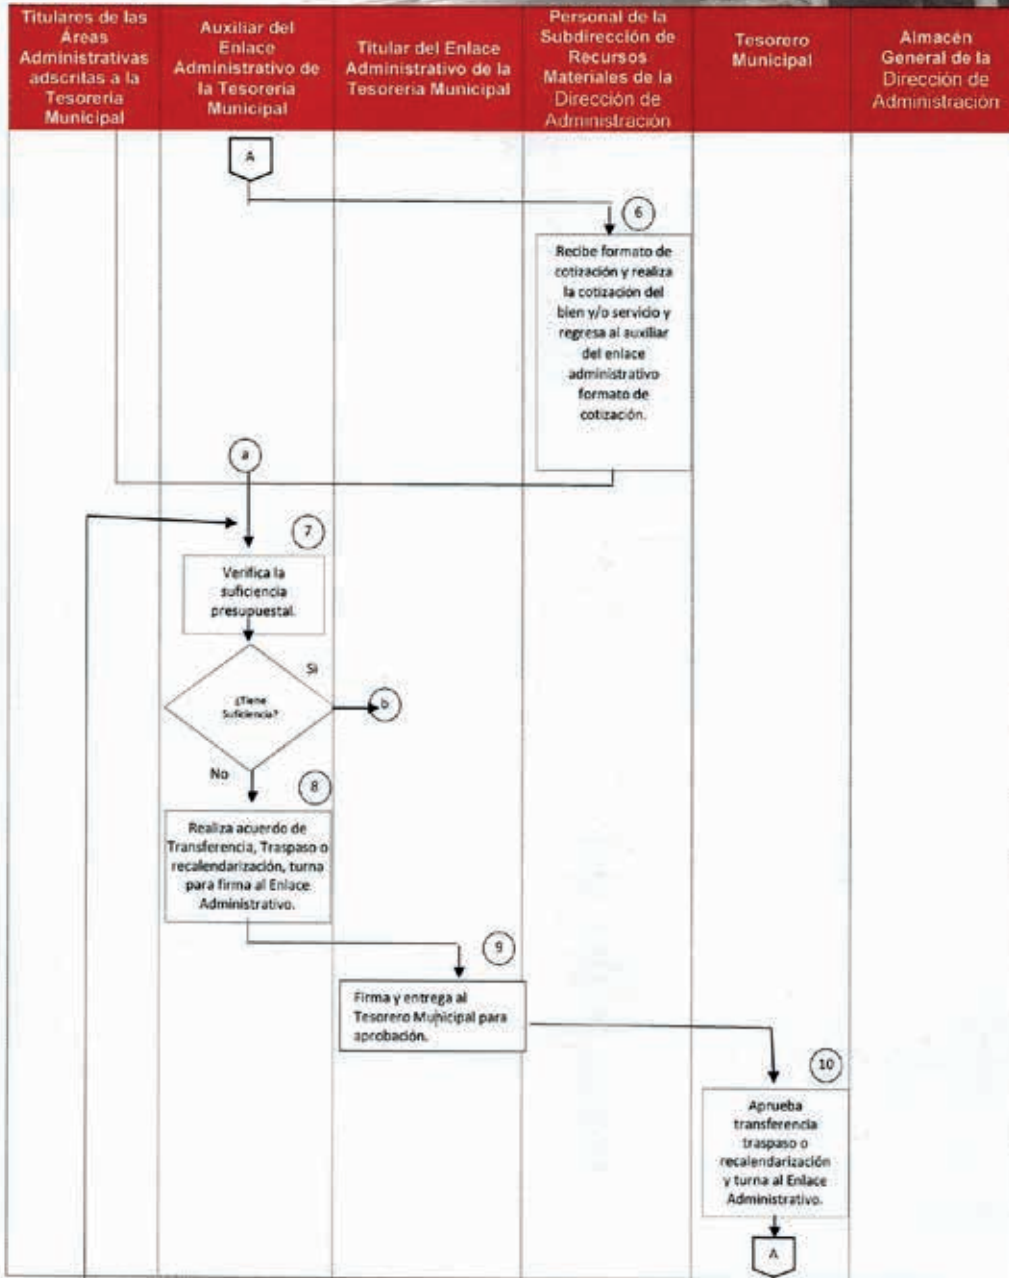 Titulares de las
Áreas
Administrativas
adscritas a la
Tesorería
Municipal
Auxiliar del
Enlace
Administrativo de
la Tesorería
Municipal
Titular del Enlace
Administrativo de la
Tesorería Municipal
Personal de la
Subdirección de
Recursos
Materiales de la
Dirección de
Administración
Tesorero
Municipal
Almacén
General de la
Dirección de
Administración
A
6
Recibe formato de
cotización y realiza
la cotización del
bien y/o servicio y
regresa al auxiliar
del enlace
administrativo
formato de
cotización.
a
7
Verifica la
suficiencia
presupuestal.
Si
¿Tiene
Suficiencia?
b
No
8
Realiza acuerdo de
Transferencia, Traspaso o
recalendarización, turna
para firma al Enlace
Administrativo.
9
Firma y entrega al
Tesorero Municipal para
aprobación.
10
Aprueba
transferencia
traspaso o
recalendarización
y turna al Enlace
Administrativo.
A